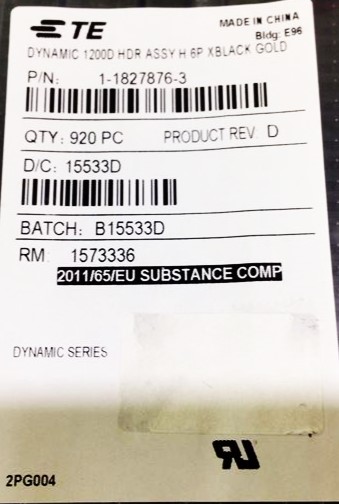 TE
MADE IN CHINA
Bldg: E96
DYNAMIC 1200D HDR ASSY H 6P XBLACK GOLD
P/N: 1-1827876-3
QTY: 920 PC PRODUCT REV D
D/C: 15533D
BATCH: B15533D
RM 1573336
2011/65/EU SUBSTANCE COMP
DYNAMIC SERIES
2PG004